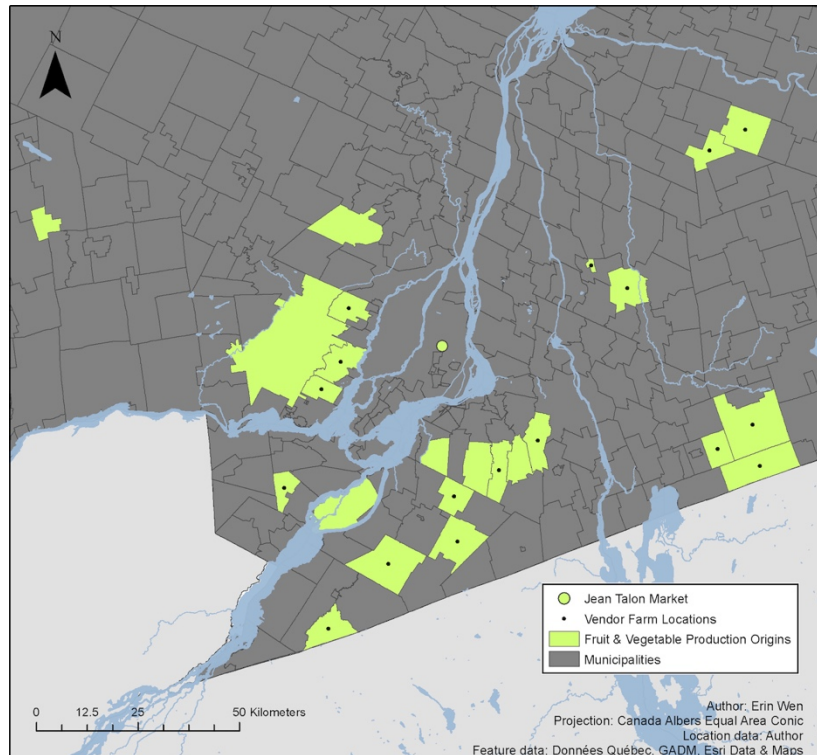 N
Jean Talon Market
Vendor Farm Locations
Fruit & Vegetable Production Origins
Municipalities
0 12.5 25 50 Kilometers
Author: Erin Wen
Projection: Canada Albers Equal Area Conic
Location data: Author
Feature data: Données Québec, GADM, Esri Data & Maps